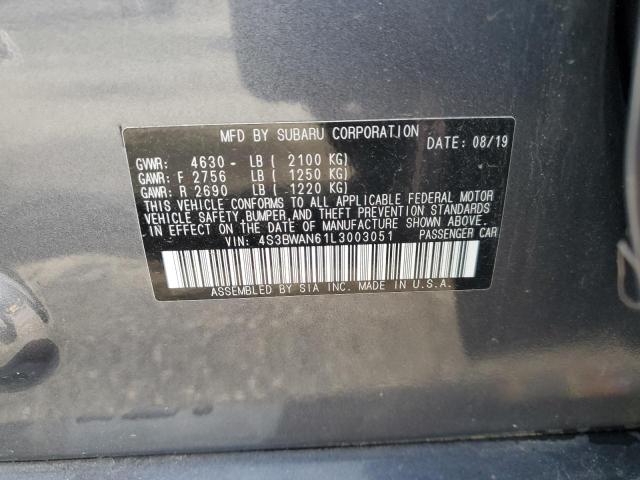 MFD BY SUBARU CORPORATION DATE: 08/19
GVWR: 4630- LB ( 2100 KG)
GAWR: F 2756 LB ( 1250 KG)
GAWR: R 2690 LB ( 1220 KG)
THIS VEHICLE CONFORMS TO ALL APPLICABLE FEDERAL MOTOR
VEHICLE SAFETY, BUMPER, AND THEFT PREVENTION STANDARDS
IN EFFECT ON THE DATE OF MANUFACTURE SHOWN ABOVE.
VIN: 4S3BWAN61L3003051 PASSENGER CAR
ASSEMBLED BY SIA INC. MADE IN U.S.A.